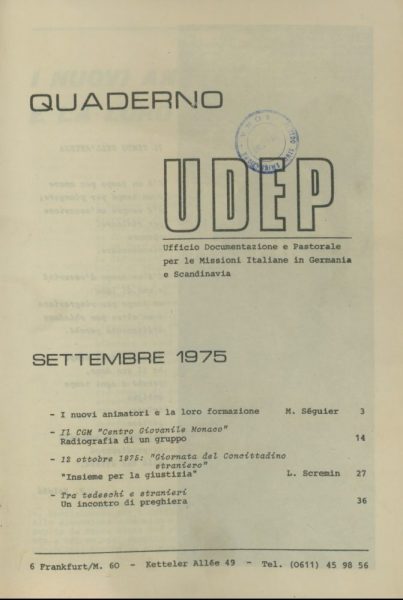 QUADERNO
UDEP
Ufficio Documentazione e Pastorale
per le Missioni Italiane in Germania
e Scandinavia
SETTEMBRE 1975
- I nuovi animatori e la loro formazione M. Séguier 3
- Il CGM "Centro Giovanile Monaco"
Radiografia di un gruppo 14
- 12 ottobre 1975: "Giornata del Concittadino
straniero"
"Insieme per la giustizia" L. Scremin 27
- Tra tedeschi e stranieri
Un incontro di preghiera 36
6 Frankfurt/M. 60 - Ketteler Allée 49 - Tel. (0611) 45 98 56